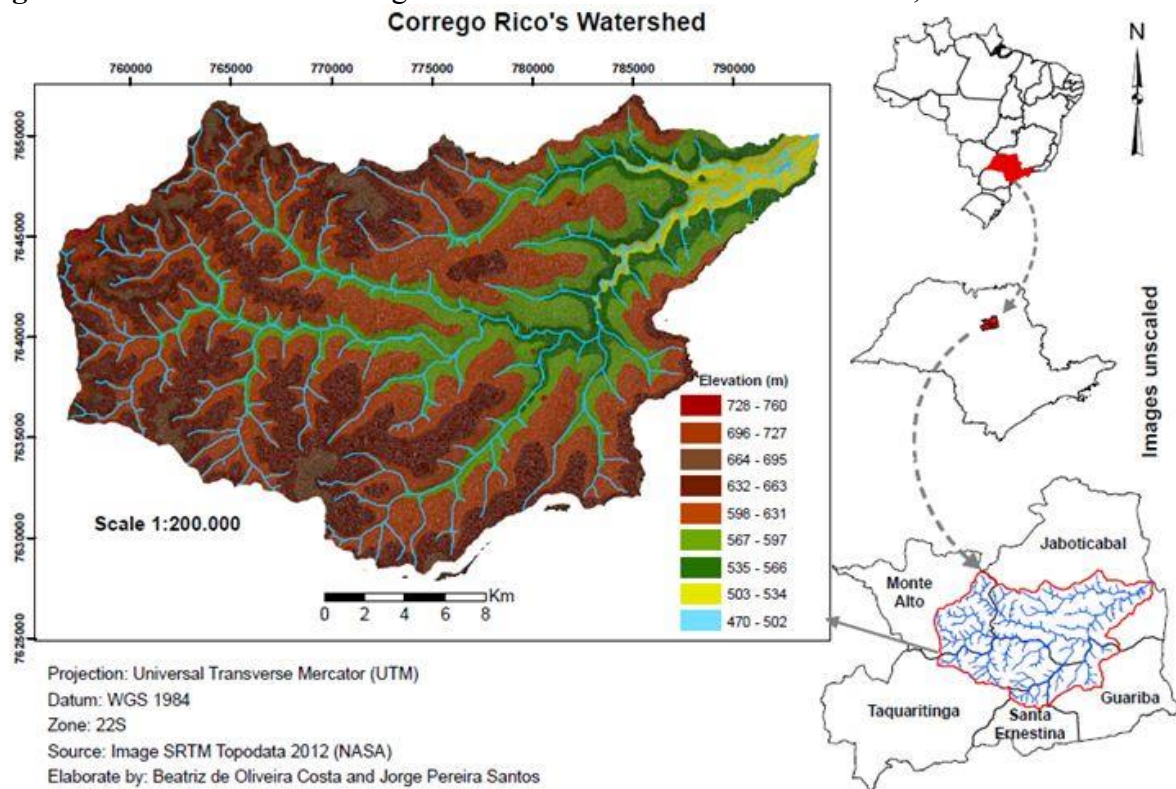 Corrego Rico's Watershed
760000 765000 770000 775000 780000 785000 790000
7650000
7645000
7640000
7635000
7630000
7625000
Scale 1:200.000
0 2 4 6 8 Km
Elevation (m)
728 - 760
696 - 727
664 - 695
632 - 663
598 - 631
567 - 597
535 - 566
503 - 534
470 - 502
N
Images unscaled
Jaboticabal
Monte
Alto
Taquaritinga
Santa
Ernestina
Guariba
Projection: Universal Transverse Mercator (UTM)
Datum: WGS 1984
Zone: 22S
Source: Image SRTM Topodata 2012 (NASA)
Elaborate by: Beatriz de Oliveira Costa and Jorge Pereira Santos